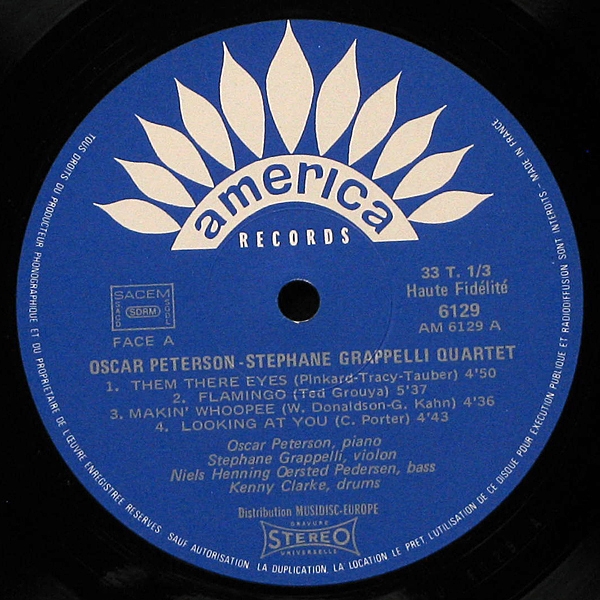 america
RECORDS
33 T. 1/3
Haute Fidélité
6129
AM 6129 A
SACEM
SACD
SDRM
SGDL
FACE A
OSCAR PETERSON-STEPHANE GRAPPELLI QUARTET
1. THEM THERE EYES (Pinkard-Tracy-Tauber) 4'50
2. FLAMINGO (Ted Grouya) 5'37
3. MAKIN' WHOOPEE (W. Donaldson-G. Kahn) 4'36
4. LOOKING AT YOU (C. Porter) 4'43
Oscar Peterson, piano
Stephane Grappelli, violon
Niels Henning Œrsted Pedersen, bass
Kenny Clarke, drums
Distribution MUSIDISC-EUROPE
GRAVURE
STEREO
UNIVERSELLE
TOUS DROITS DU PRODUCTEUR PHONOGRAPHIQUE ET DU PROPRIETAIRE DE L'ŒUVRE ENREGISTREE RESERVES. SAUF AUTORISATION, LA DUPLICATION, LA LOCATION LE PRET, L'UTILISATION DE CE DISQUE POUR EXECUTION PUBLIQUE ET RADIODIFFUSION SONT INTERDITS - MADE IN FRANCE